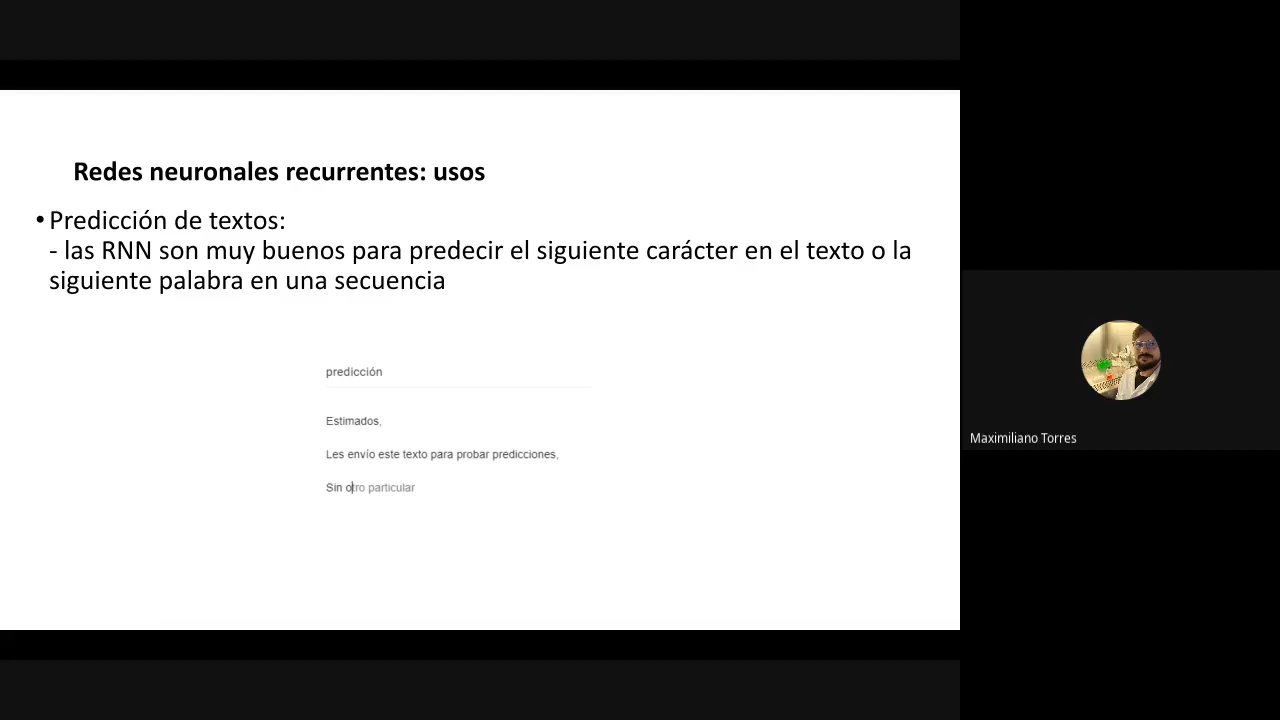 Redes neuronales recurrentes: usos
•Predicción de textos:
- las RNN son muy buenos para predecir el siguiente carácter en el texto o la
siguiente palabra en una secuencia
predicción
Estimados,
Les envío este texto para probar predicciones,
Sin otro particular
Maximiliano Torres